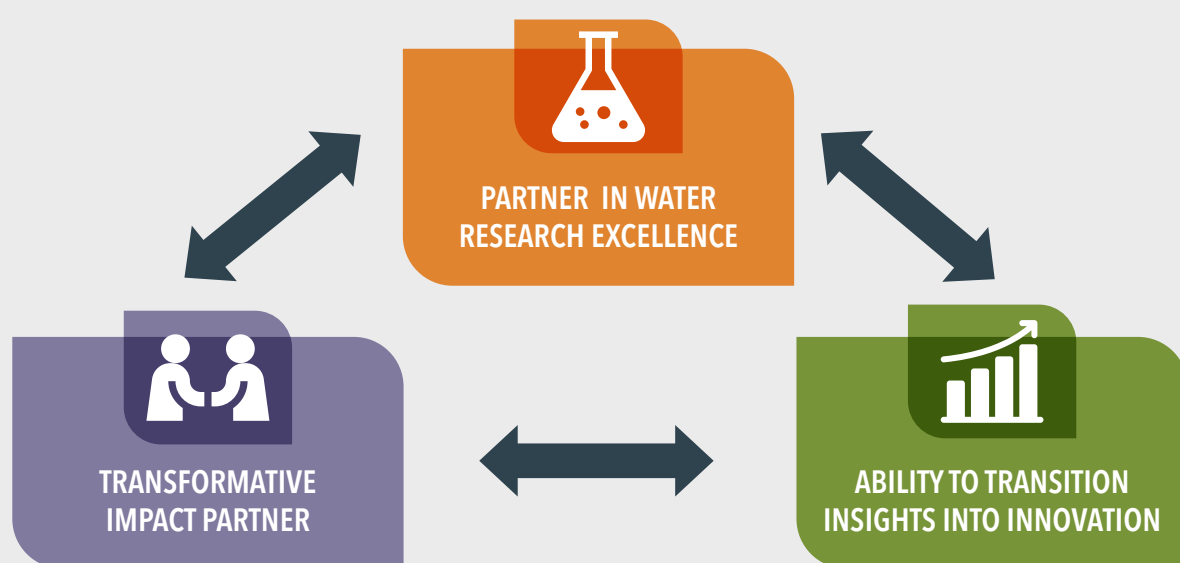 PARTNER IN WATER
RESEARCH EXCELLENCE
TRANSFORMATIVE
IMPACT PARTNER
ABILITY TO TRANSITION
INSIGHTS INTO INNOVATION